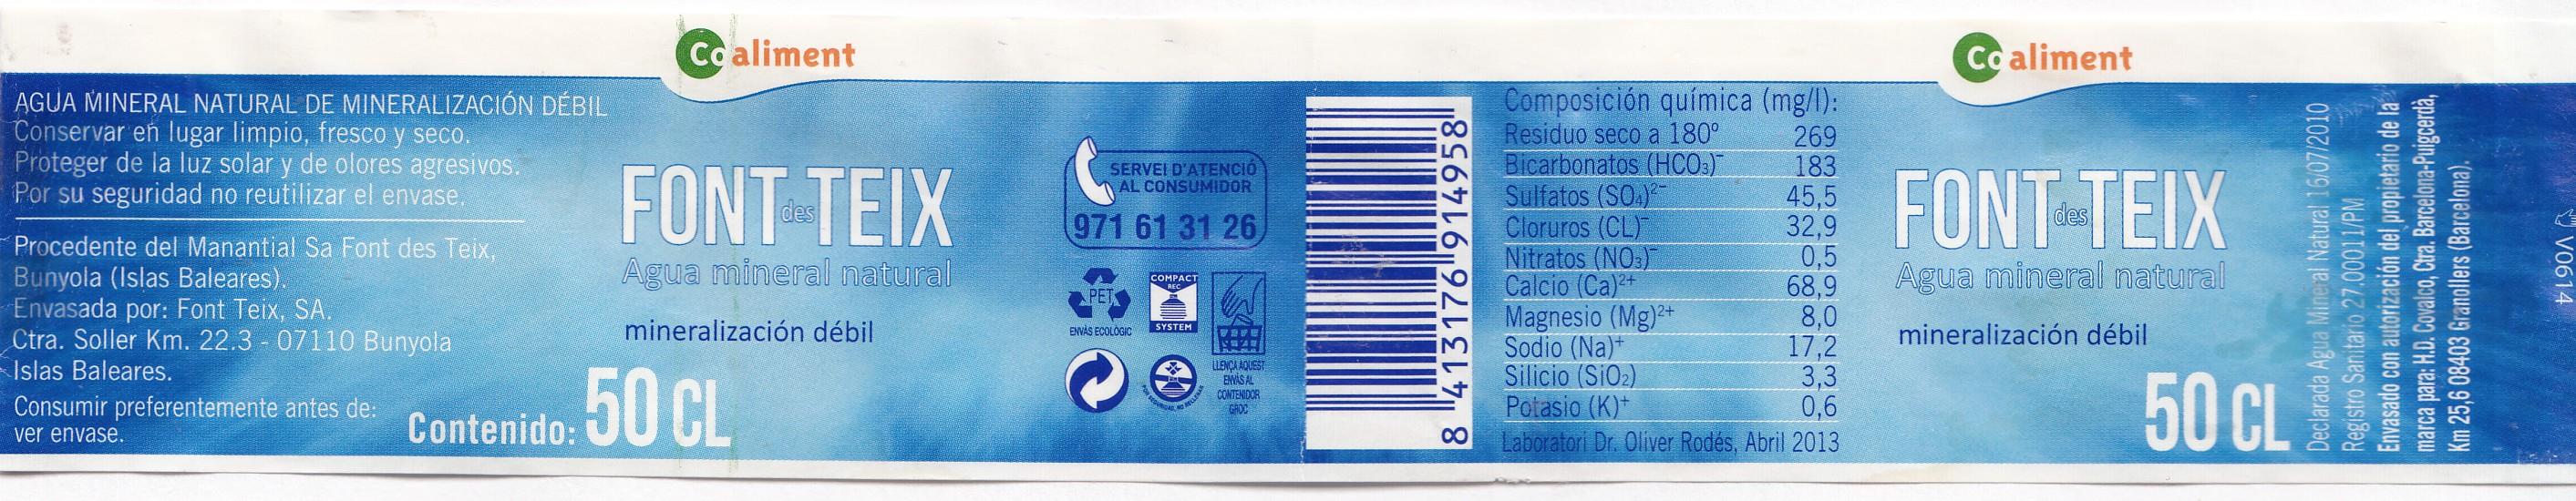 Coaliment
AGUA MINERAL NATURAL DE MINERALIZACIÓN DÉBIL
Conservar en lugar limpio, fresco y seco.
Proteger de la luz solar y de olores agresivos.
Por su seguridad no reutilizar el envase.
Procedente del Manantial Sa Font des Teix,
Bunyola (Islas Baleares).
Envasada por: Font Teix, SA.
Ctra. Soller Km. 22.3 - 07110 Bunyola
Islas Baleares.
Consumir preferentemente antes de:
ver envase.
FONT des TEIX
Agua mineral natural
mineralización débil
Contenido: 50 CL
SERVEI D'ATENCIÓ
AL CONSUMIDOR
971 61 31 26
PET
ENVÀS ECOLÒGIC
COMPACT
REC
SYSTEM
POR SEGURIDAD, NO RELLENAR
LLENÇA AQUEST
ENVÀS AL
CONTENIDOR
GROC
8 413176 914958
Composición química (mg/l):
Residuo seco a 180º 269
Bicarbonatos (HCO₃)⁻ 183
Sulfatos (SO₄)²⁻ 45,5
Cloruros (CL)⁻ 32,9
Nitratos (NO₃)⁻ 0,5
Calcio (Ca)²⁺ 68,9
Magnesio (Mg)²⁺ 8,0
Sodio (Na)⁺ 17,2
Silicio (SiO₂) 3,3
Potasio (K)⁺ 0,6
Laboratori Dr. Oliver Rodés, Abril 2013
Coaliment
FONT des TEIX
Agua mineral natural
mineralización débil
50 CL
Declarada Agua Mineral Natural 16/07/2010
Registro Sanitario 27.00011/PM
Envasado con autorización del propietario de la
marca para: H.D. Covalco, Ctra. Barcelona-Puigcerdà,
Km 25,6 08403 Granollers (Barcelona).
V0614